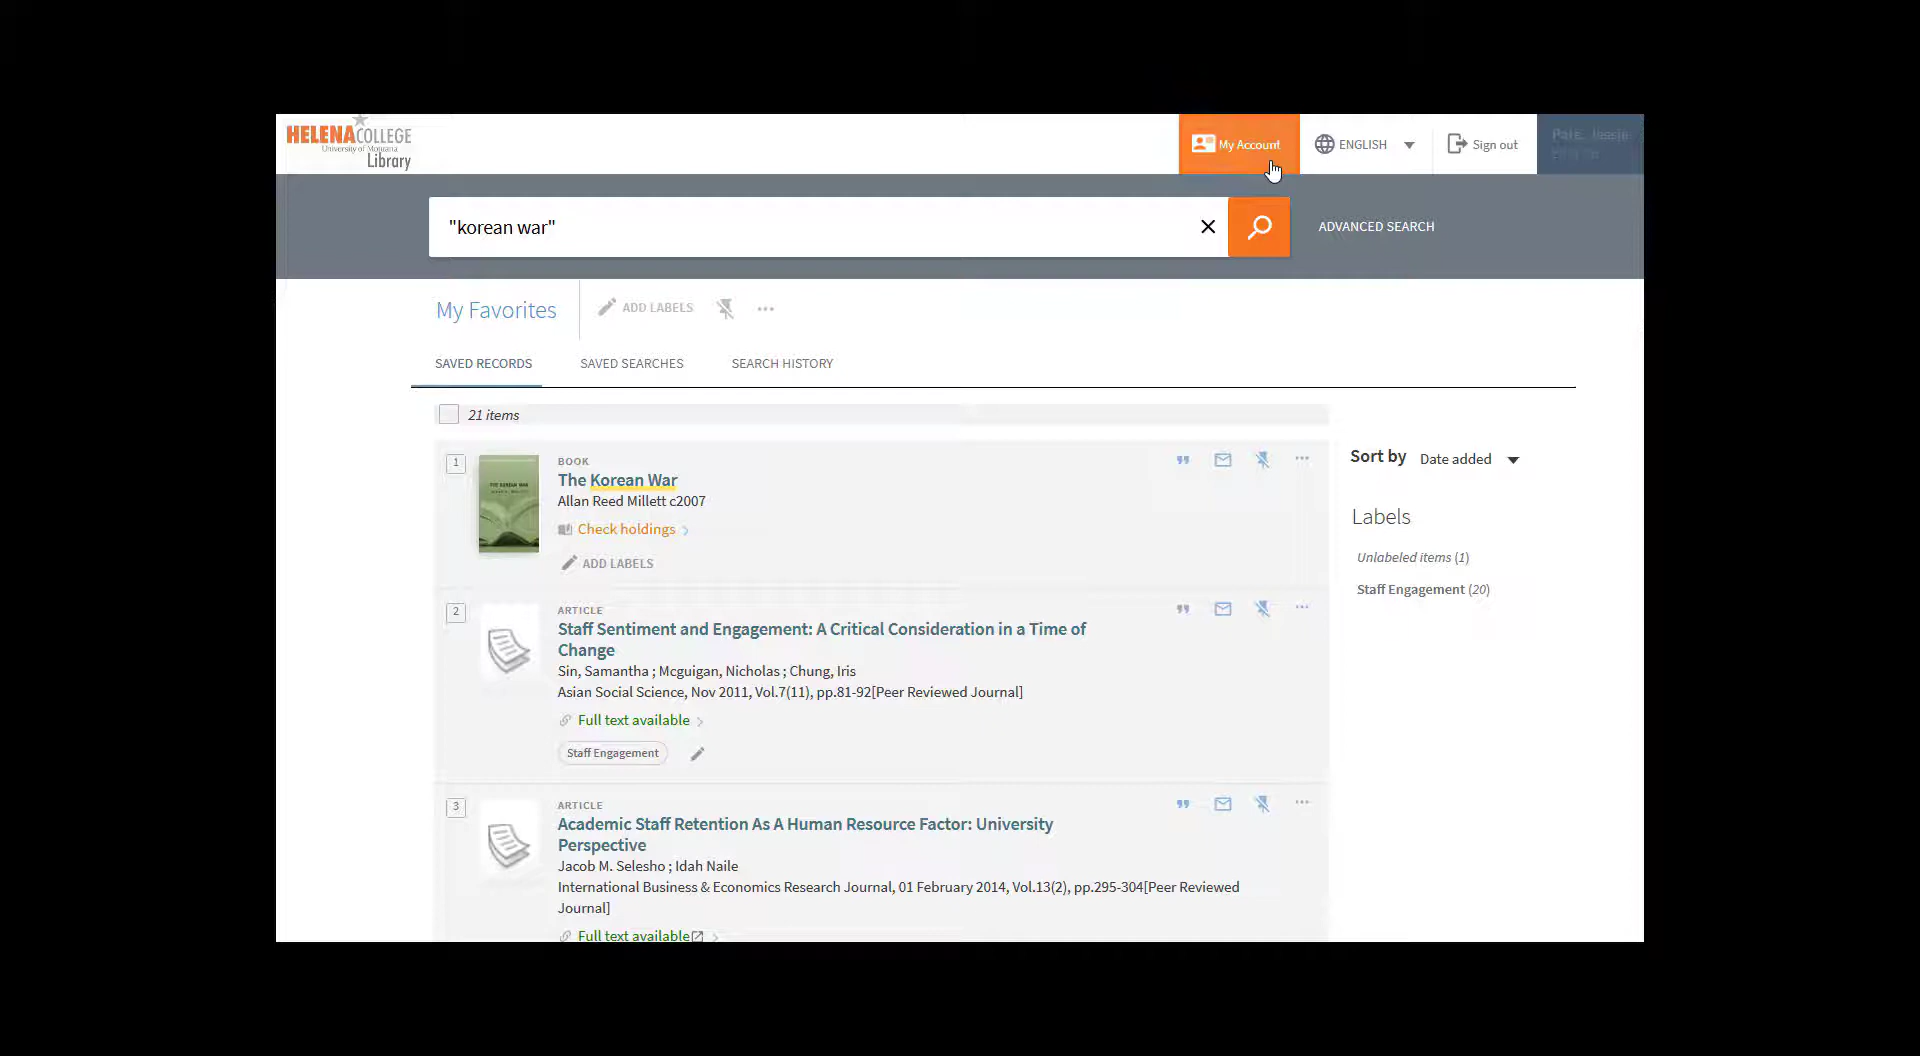 HELENACOLLEGE
University of Montana
Library
My Account
ENGLISH
Sign out
"korean war"
ADVANCED SEARCH
My Favorites
ADD LABELS
SAVED RECORDS
SAVED SEARCHES
SEARCH HISTORY
21 items
Sort by
Date added
Labels
Unlabeled items (1)
Staff Engagement (20)
1
BOOK
The Korean War
Allan Reed Millett c2007
Check holdings
ADD LABELS
THE KOREAN WAR
2
ARTICLE
Staff Sentiment and Engagement: A Critical Consideration in a Time of
Change
Sin, Samantha ; Mcguigan, Nicholas ; Chung, Iris
Asian Social Science, Nov 2011, Vol.7(11), pp.81-92[Peer Reviewed Journal]
Full text available
Staff Engagement
3
ARTICLE
Academic Staff Retention As A Human Resource Factor: University
Perspective
Jacob M. Selesho ; Idah Naile
International Business & Economics Research Journal, 01 February 2014, Vol.13(2), pp.295-304[Peer Reviewed
Journal]
Full text available